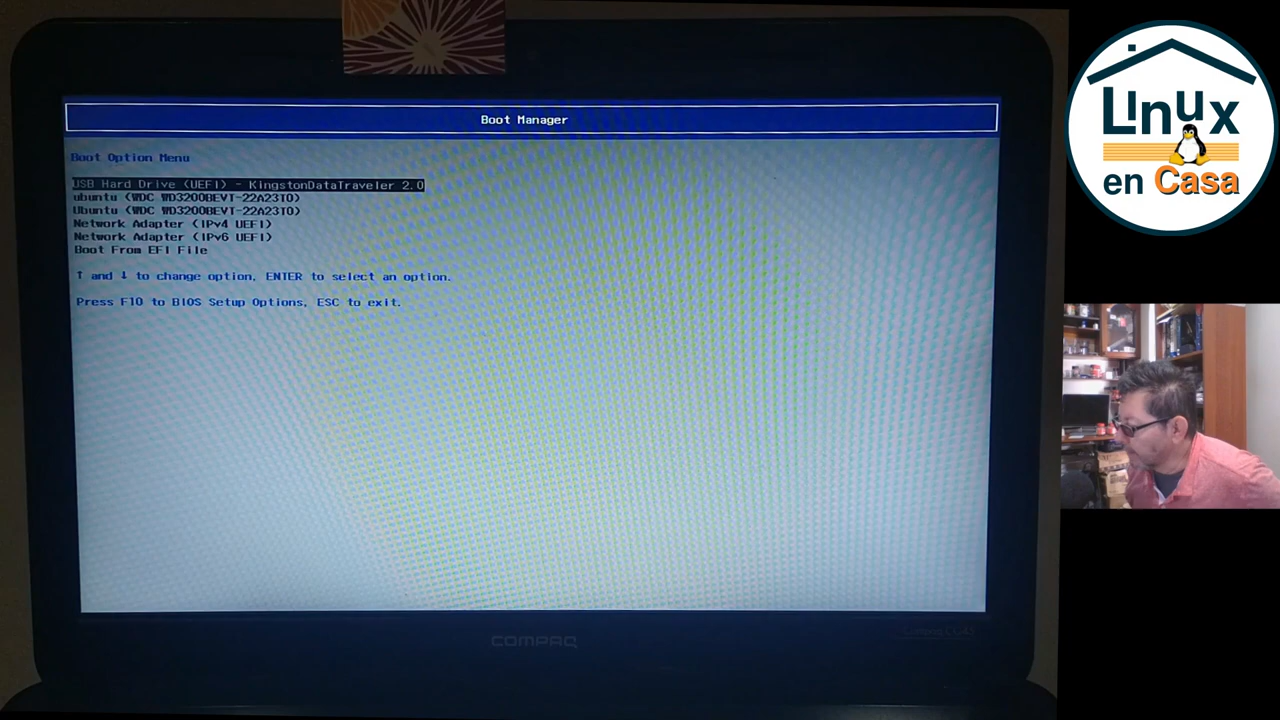 Boot Manager
Boot Option Menu
USB Hard Drive (UEFI) - KingstonDataTraveler 2.0
ubuntu (WDC WD3200BEVT-22A23T0)
Ubuntu (WDC WD3200BEVT-22A23T0)
Network Adapter (IPv4 UEFI)
Network Adapter (IPv6 UEFI)
Boot From EFI File
↑ and ↓ to change option, ENTER to select an option.
Press F10 to BIOS Setup Options, ESC to exit.
COMPAQ
Linux
en Casa